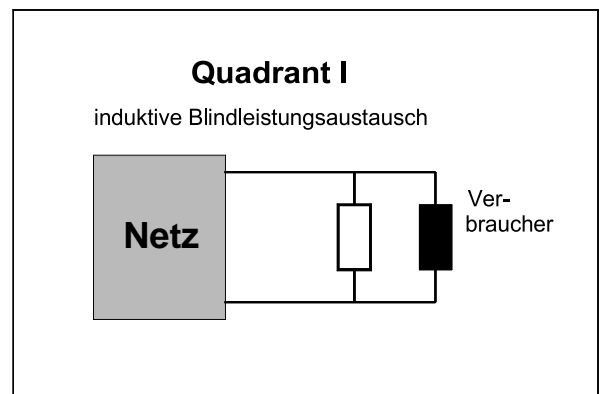 Quadrant I
induktive Blindleistungsaustausch
Netz
Ver-
braucher